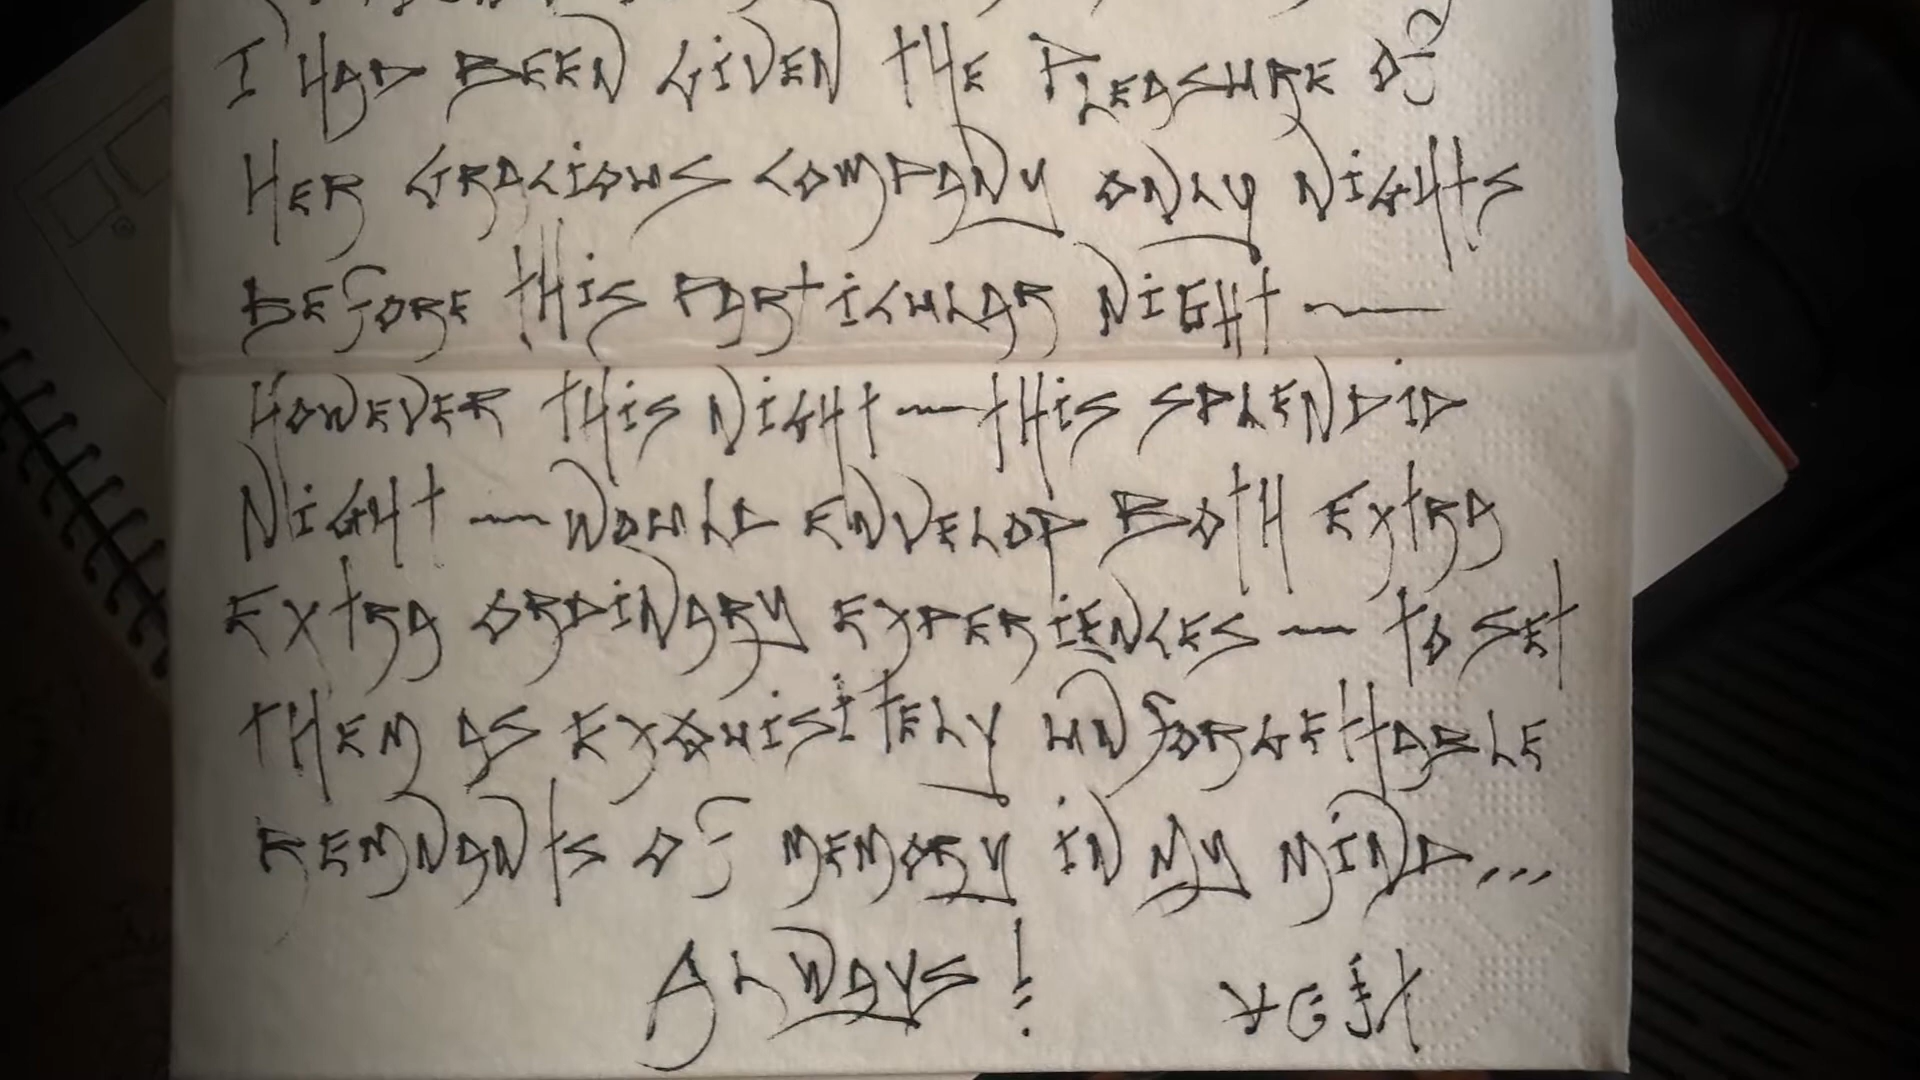 I HAD BEEN GIVEN THE PLEASURE OF
HER GRACIOUS COMPANY ONLY NIGHTS
BEFORE THIS PARTICULAR NIGHT —
HOWEVER THIS NIGHT — THIS SPLENDID
NIGHT — WOULD ENVELOP BOTH EXTRA
EXTRA ORDINARY EXPERIENCES — TO SET
THEM AS EXQUISITELY UNFORGETTABLE
REMNANTS OF MEMORY IN MY MIND...
ALWAYS!